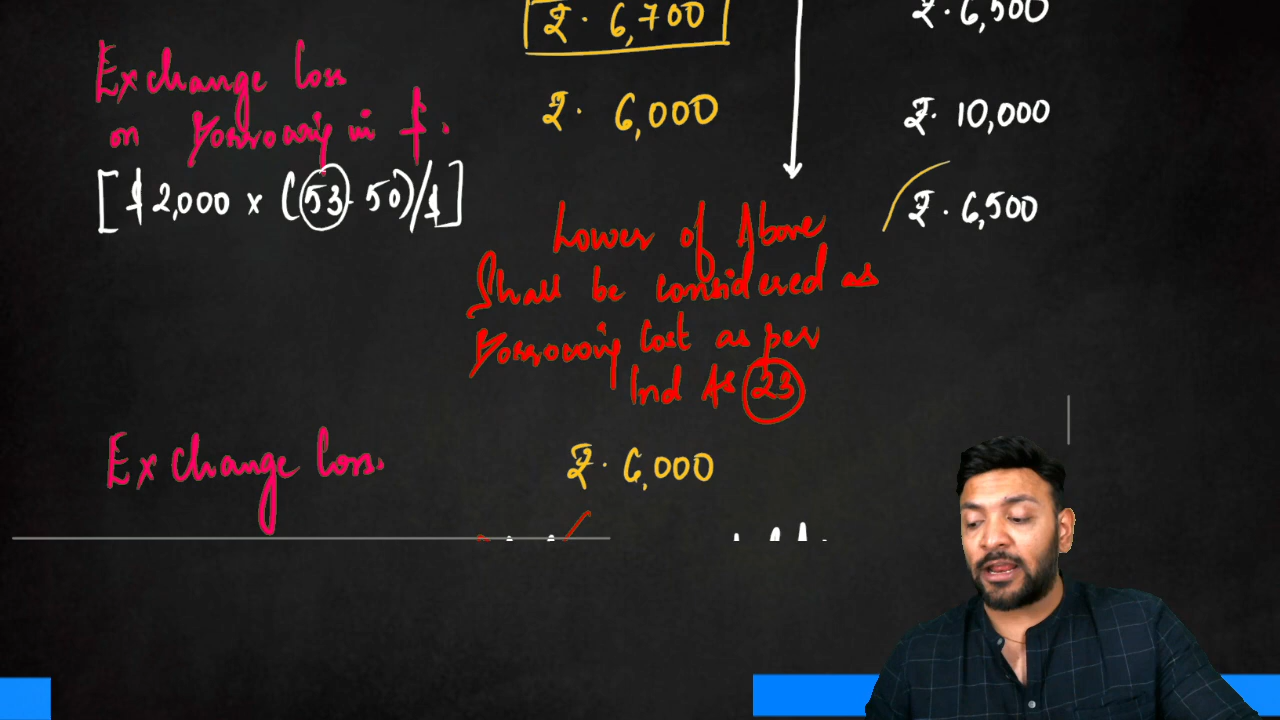 ₹. 6,700
₹. 6,500
Exchange loss
on Borrowing in $.
₹. 6,000
₹. 10,000
[$ 2,000 x (53 - 50)/$]
₹. 6,500
Lower of Above
Shall be considered as
Borrowing Cost as per
Ind As 23
Exchange loss.
₹. 6,000